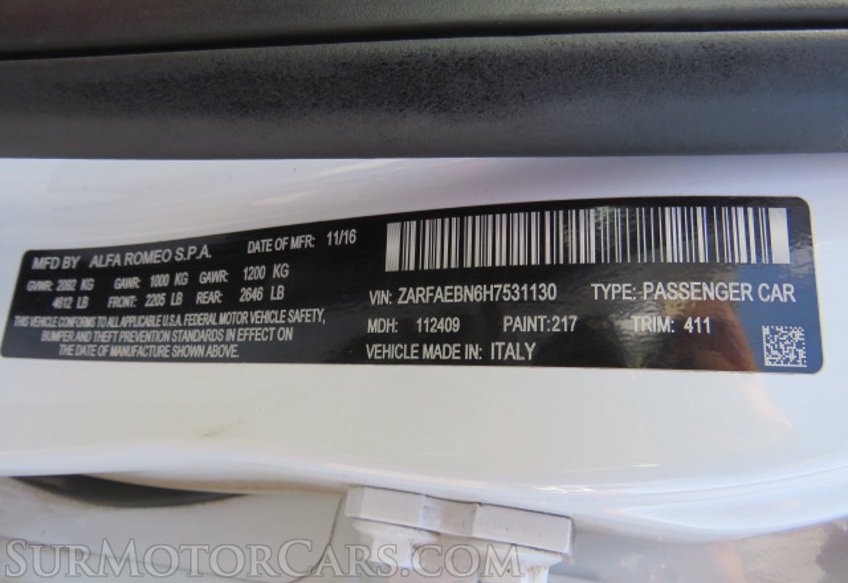 MFD BY ALFA ROMEO S.P.A. DATE OF MFR: 11/16
GVWR: 2092 KG GAWR: 1000 KG GAWR: 1200 KG
4612 LB FRONT: 2205 LB REAR: 2646 LB
THIS VEHICLE CONFORMS TO ALL APPLICABLE U.S.A. FEDERAL MOTOR VEHICLE SAFETY,
BUMPER AND THEFT PREVENTION STANDARDS IN EFFECT ON
THE DATE OF MANUFACTURE SHOWN ABOVE.
VIN: ZARFAEBN6H7531130 TYPE: PASSENGER CAR
MDH: 112409 PAINT: 217 TRIM: 411
VEHICLE MADE IN: ITALY
SURMOTORCARS.COM